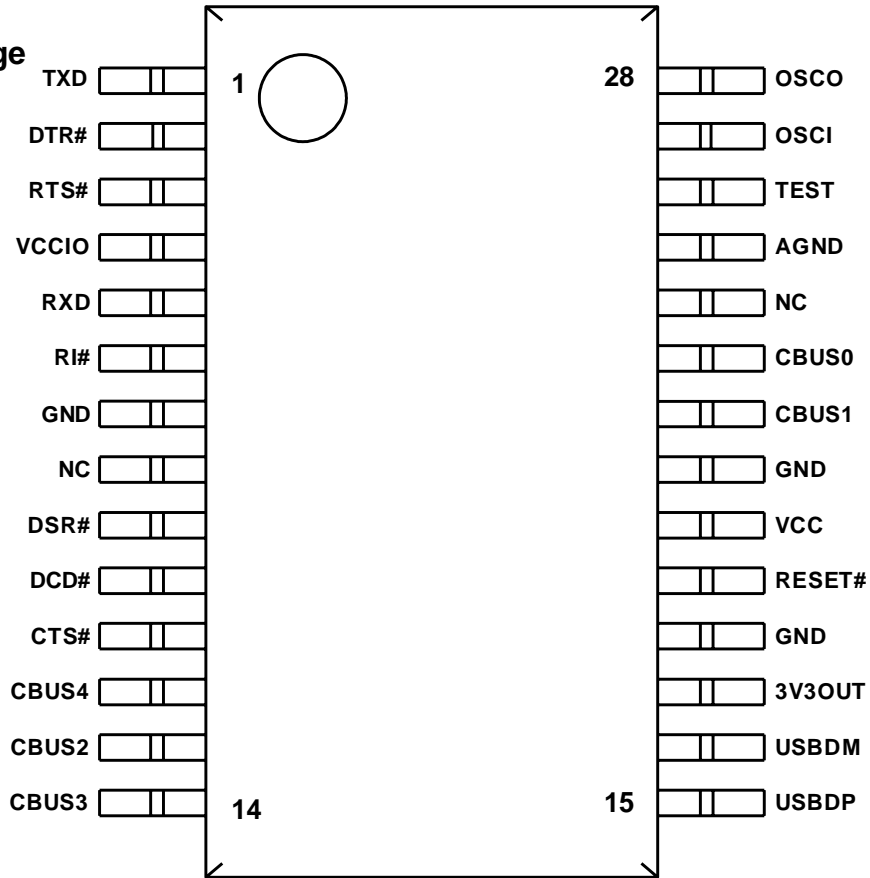 ge
TXD 1 28 OSCO
DTR# OSCI
RTS# TEST
VCCIO AGND
RXD NC
RI# CBUS0
GND CBUS1
NC GND
DSR# VCC
DCD# RESET#
CTS# GND
CBUS4 3V3OUT
CBUS2 USBDM
CBUS3 14 15 USBDP